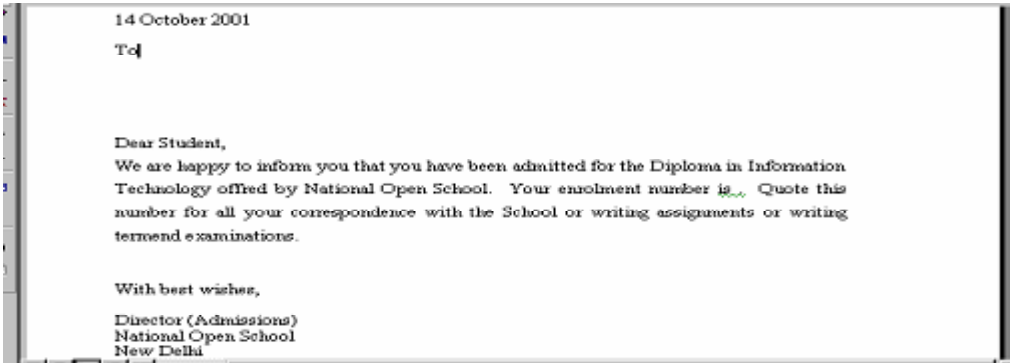 14 October 2001
To
Dear Student,
We are happy to inform you that you have been admitted for the Diploma in Information
Technology offred by National Open School. Your enrolment number is . Quote this
number for all your correspondence with the School or writing assignments or writing
termend examinations.
With best wishes,
Director (Admissions)
National Open School
New Delhi